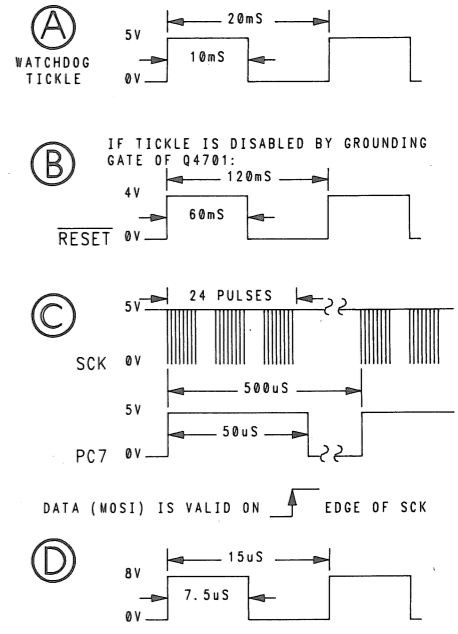 A
20mS
5V
10mS
WATCHDOG
TICKLE
0V
IF TICKLE IS DISABLED BY GROUNDING
GATE OF Q4701:
B
120mS
4V
60mS
RESET 0V
C
5V 24 PULSES
SCK 0V
500uS
5V
50uS
PC7 0V
DATA (MOSI) IS VALID ON EDGE OF SCK
D
15uS
8V
7.5uS
0V